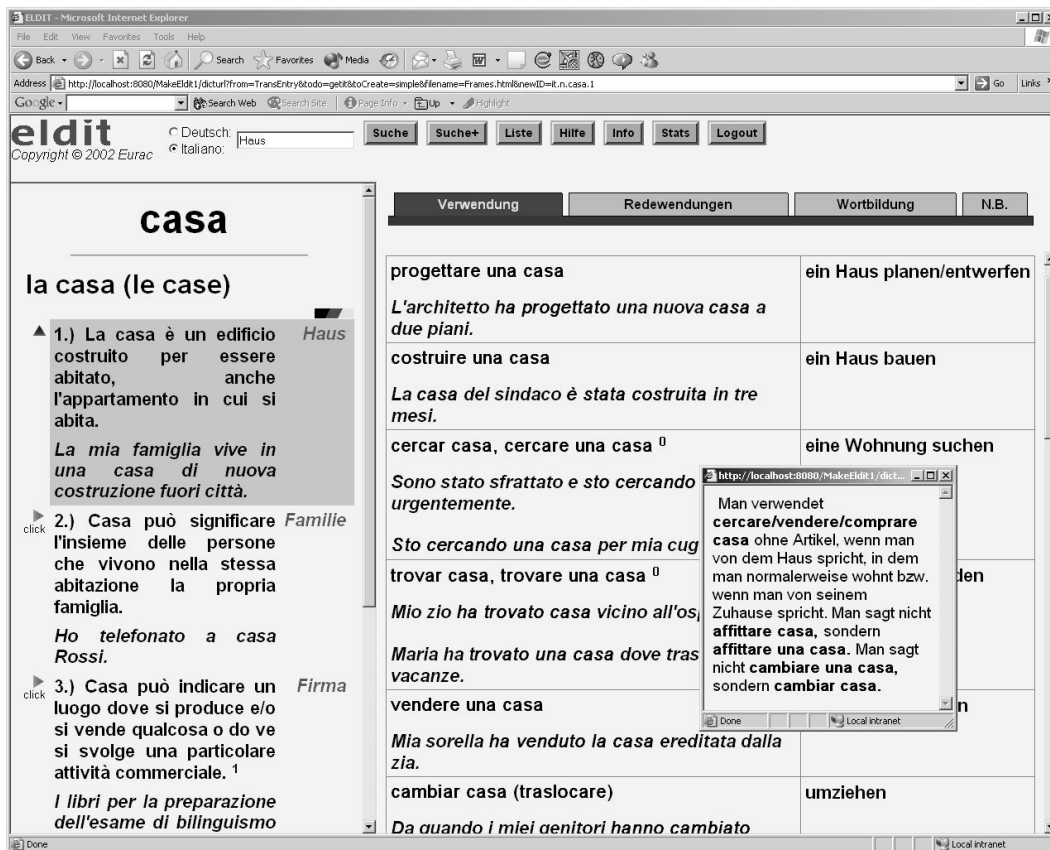 ELDIT - Microsoft Internet Explorer
File Edit View Favorites Tools Help
Back Search Favorites Media
Address http://localhost:8080/MakeEldit1/dicturl?from=TransEntry&todo=getit&toCreate=simple&filename=Frames.html&newID=it.n.casa.1 Go Links
Google Search Web Search Site Page Info Up Highlight
eldit
Copyright © 2002 Eurac
Deutsch:
Italiano:
Haus
Suche Suche+ Liste Hilfe Info Stats Logout
casa
la casa (le case)
1.) La casa è un edificio Haus
costruito per essere
abitato, anche
l'appartamento in cui si
abita.
La mia famiglia vive in
una casa di nuova
costruzione fuori città.
click 2.) Casa può significare Familie
l'insieme delle persone
che vivono nella stessa
abitazione la propria
famiglia.
Ho telefonato a casa
Rossi.
click 3.) Casa può indicare un Firma
luogo dove si produce e/o
si vende qualcosa o do ve
si svolge una particolare
attività commerciale. 1
I libri per la preparazione
dell'esame di bilinguismo
Verwendung Redewendungen Wortbildung N.B.
progettare una casa ein Haus planen/entwerfen
L'architetto ha progettato una nuova casa a
due piani.
costruire una casa ein Haus bauen
La casa del sindaco è stata costruita in tre
mesi.
cercar casa, cercare una casa () eine Wohnung suchen
Sono stato sfrattato e sto cercando
urgentemente.
Sto cercando una casa per mia cug
trovar casa, trovare una casa () den
Mio zio ha trovato casa vicino all'os
Maria ha trovato una casa dove tras
vacanze.
vendere una casa n
Mia sorella ha venduto la casa ereditata dalla
zia.
cambiar casa (traslocare) umziehen
Da quando i miei genitori hanno cambiato
http://localhost:8080/MakeEldit1/dict...
Man verwendet
cercare/vendere/comprare
casa ohne Artikel, wenn man
von dem Haus spricht, in dem
man normalerweise wohnt bzw.
wenn man von seinem
Zuhause spricht. Man sagt nicht
affittare casa, sondern
affittare una casa. Man sagt
nicht cambiare una casa,
sondern cambiar casa.
Done Local intranet
Done Local intranet